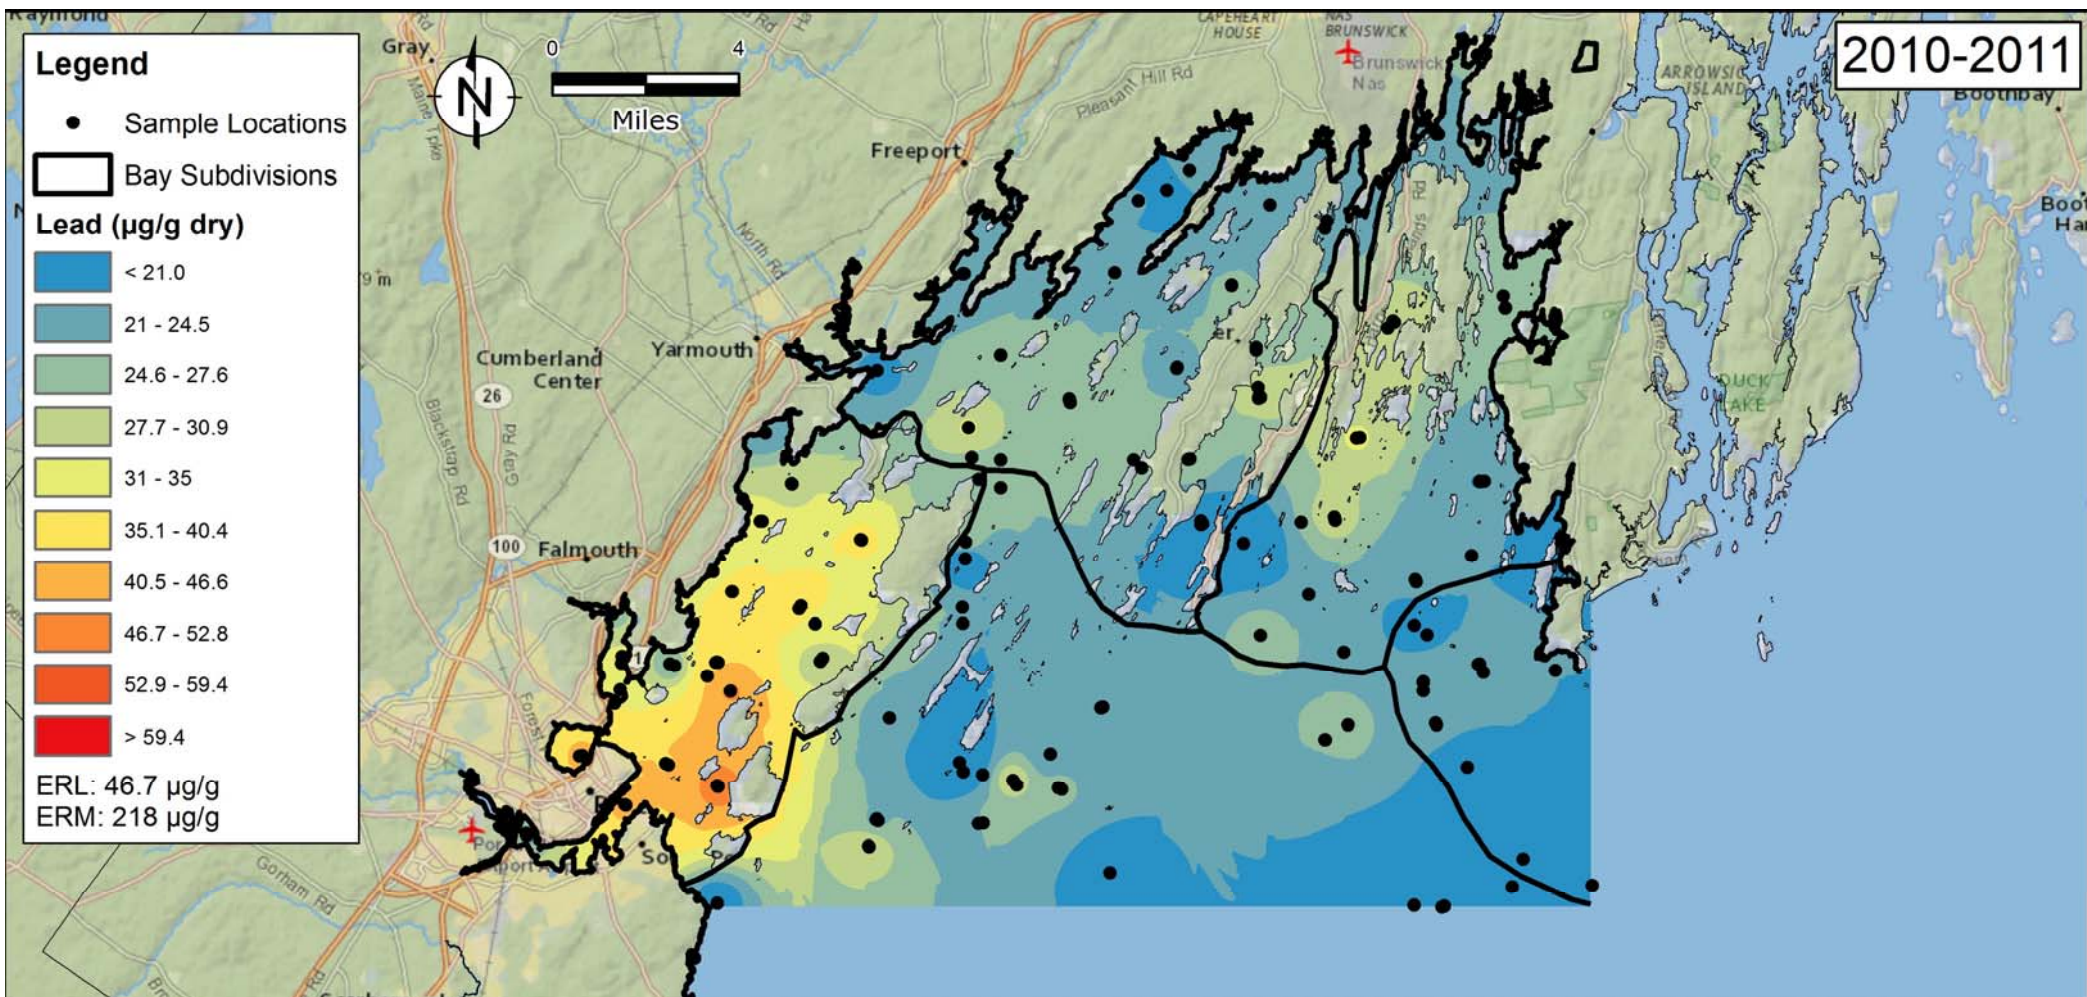 Raymond
Gray
Maine Tpke
CAPEHEART
HOUSE
NAS
BRUNSWICK
Brunswick
Nas
Pleasant Hill Rd
ARROWSIC
ISLAND
Boothbay
2010-2011
Legend
Sample Locations
Bay Subdivisions
Lead (µg/g dry)
< 21.0
21 - 24.5
24.6 - 27.6
27.7 - 30.9
31 - 35
35.1 - 40.4
40.5 - 46.6
46.7 - 52.8
52.9 - 59.4
> 59.4
ERL: 46.7 µg/g
ERM: 218 µg/g
N
0 4
Miles
Freeport
North Rd
Yarmouth
Cumberland
Center
26
Blackstrap Rd
Gray Rd
100
Falmouth
1
Forest
Gorham Rd
DUCK
LAKE